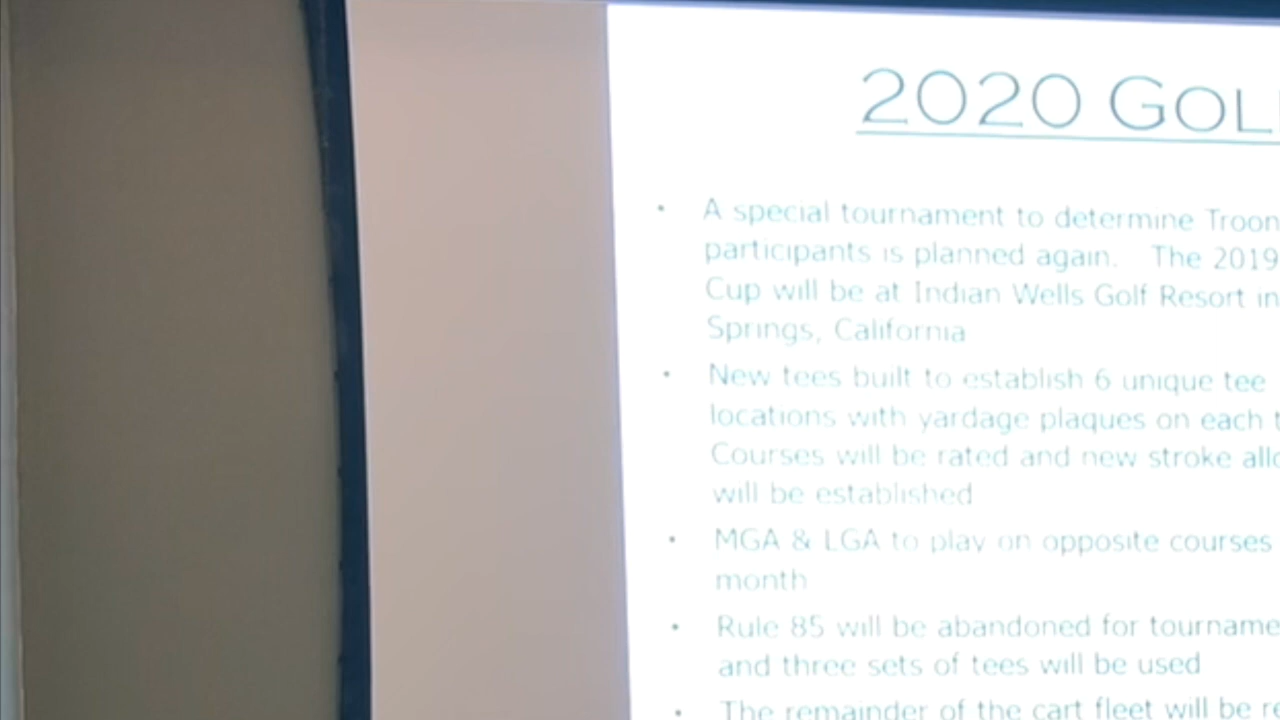 2020 GOL
• A special tournament to determine Troon
participants is planned again. The 2019
Cup will be at Indian Wells Golf Resort in
Springs, California
• New tees built to establish 6 unique tee
locations with yardage plaques on each t
Courses will be rated and new stroke allo
will be established
• MGA & LGA to play on opposite courses
month
• Rule 85 will be abandoned for tourname
and three sets of tees will be used
• The remainder of the cart fleet will be re